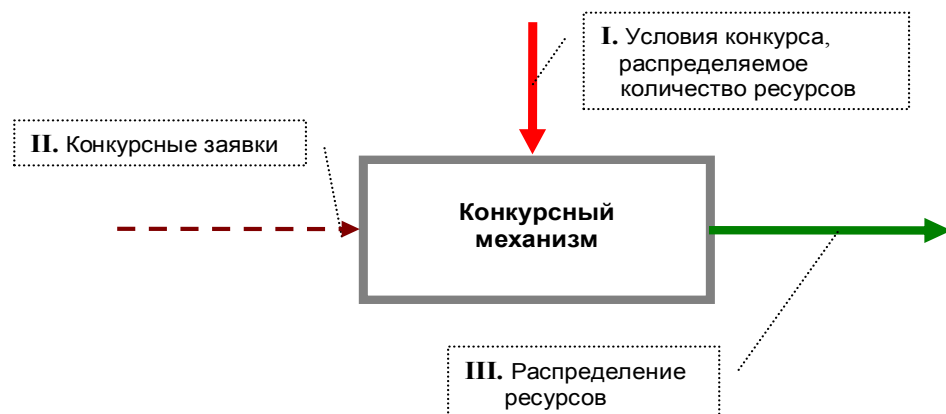 I. Условия конкурса,
распределяемое
количество ресурсов
II. Конкурсные заявки
Конкурсный
механизм
III. Распределение
ресурсов